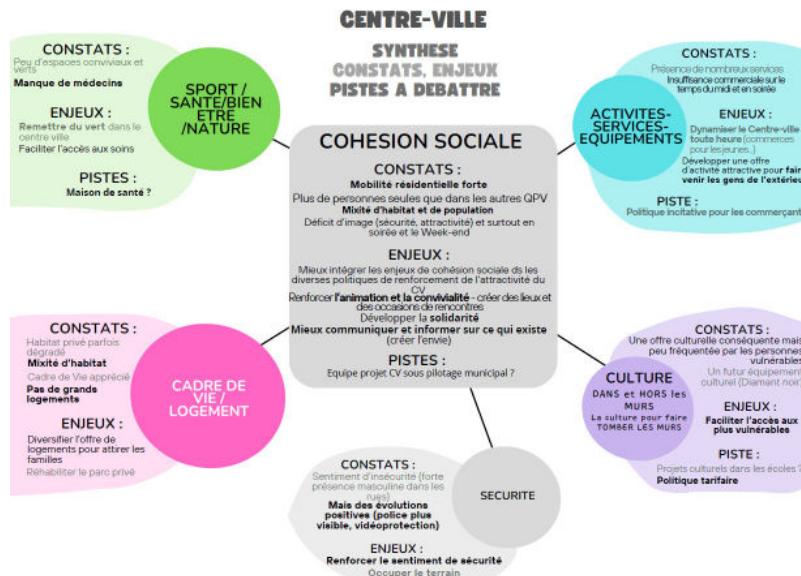 CENTRE-VILLE
SYNTHESE
CONSTATS, ENJEUX
PISTES A DEBATTRE
CONSTATS :
Peu d'espaces conviviaux et
verts
Manque de médecins
ENJEUX :
Remettre du vert dans le
centre ville
Faciliter l'accès aux soins
PISTES :
Maison de santé ?
SPORT /
SANTE/BIEN
ETRE
/NATURE
COHESION SOCIALE
CONSTATS :
Mobilité résidentielle forte
Plus de personnes seules que dans les autres QPV
Mixité d'habitat et de population
Déficit d'image (sécurité, attractivité) et surtout en
soirée et le Week-end
ENJEUX :
Mieux intégrer les enjeux de cohésion sociale ds les
diverses politiques de renforcement de l'attractivité du
CV
Renforcer l'animation et la convivialité - créer des lieux et
des occasions de rencontres
Développer la solidarité
Mieux communiquer et informer sur ce qui existe
(créer l'envie)
PISTES :
Equipe projet CV sous pilotage municipal ?
ACTIVITES-
SERVICES-
EQUIPEMENTS
CONSTATS :
Présence de nombreux services
Insuffisance commerciale sur le
temps du midi et en soirée
ENJEUX :
Dynamiser le Centre-ville
toute heure (commerces
pour les jeunes..)
Développer une offre
d'activité attractive pour fair
venir les gens de l'extérieu
PISTE :
Politique incitative pour les commerçant
CONSTATS :
Habitat privé parfois
dégradé
Mixité d'habitat
Cadre de Vie apprécié
Pas de grands
logements
ENJEUX :
Diversifier l'offre de
logements pour attirer les
familles
Réhabiliter le parc privé
CADRE DE
VIE /
LOGEMENT
CONSTATS :
Sentiment d'insécurité (forte
présence masculine dans les
rues)
Mais des évolutions
positives (police plus
visible, vidéoprotection)
ENJEUX :
Renforcer le sentiment de sécurité
Occuper le terrain
SECURITE
CULTURE
DANS et HORS les
MURS
La culture pour faire
TOMBER LES MURS
CONSTATS :
Une offre culturelle conséquente mais
peu fréquentée par les personnes
vulnérables
Un futur équipement
culturel (Diamant noir)
ENJEUX :
Faciliter l'accès aux
plus vulnérables
PISTE :
Projets culturels dans les écoles ?
Politique tarifaire